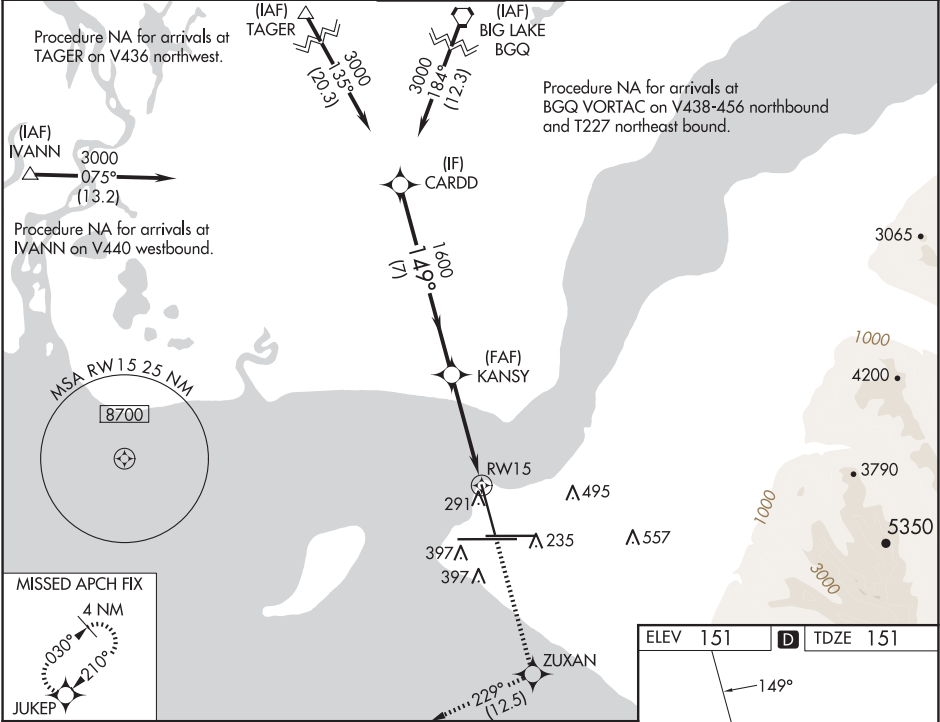 (IAF)
TAGER
3000
135°
(20.3)
(IAF)
BIG LAKE
BGQ
3000
184°
(12.3)
Procedure NA for arrivals at
TAGER on V436 northwest.
Procedure NA for arrivals at
BGQ VORTAC on V438-456 northbound
and T227 northeast bound.
(IAF)
IVANN
3000
075°
(13.2)
Procedure NA for arrivals at
IVANN on V440 westbound.
(IF)
CARDD
1600
149°
(7)
(FAF)
KANSY
MSA RW15 25 NM
8700
RW15
291
495
235
557
397
397
3065
1000
4200
3790
1000
5350
3000
MISSED APCH FIX
4 NM
030°
210°
JUKEP
ZUXAN
229°
(12.5)
ELEV 151 D TDZE 151
149°